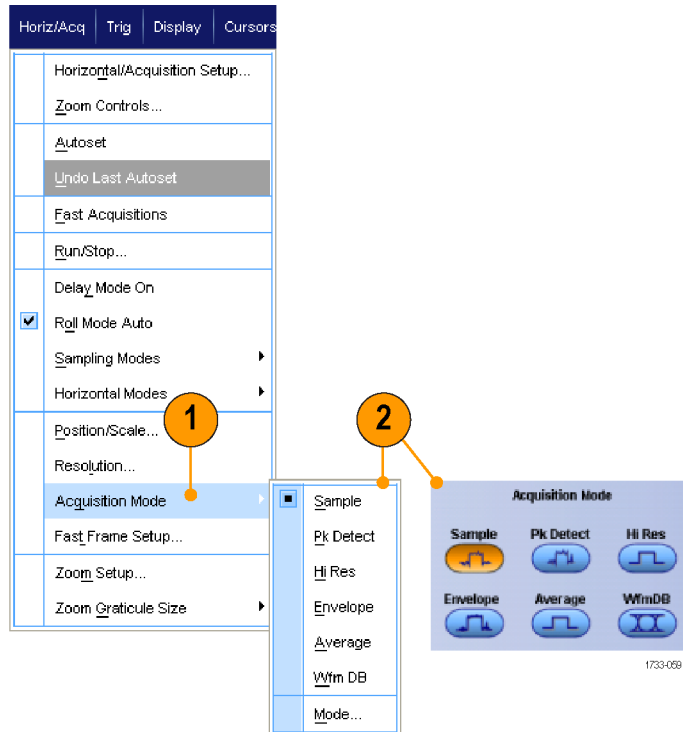 Horiz/Acq Trig Display Cursors
Horizontal/Acquisition Setup...
Zoom Controls...
Autoset
Undo Last Autoset
Fast Acquisitions
Run/Stop...
Delay Mode On
Roll Mode Auto
Sampling Modes
Horizontal Modes
1
2
Position/Scale...
Resolution...
Acquisition Mode
Fast Frame Setup...
Zoom Setup...
Zoom Graticule Size
Sample
Pk Detect
Hi Res
Envelope
Average
Wfm DB
Mode...
Acquisition Mode
Sample Pk Detect Hi Res
Envelope Average WfmDB
1733-059